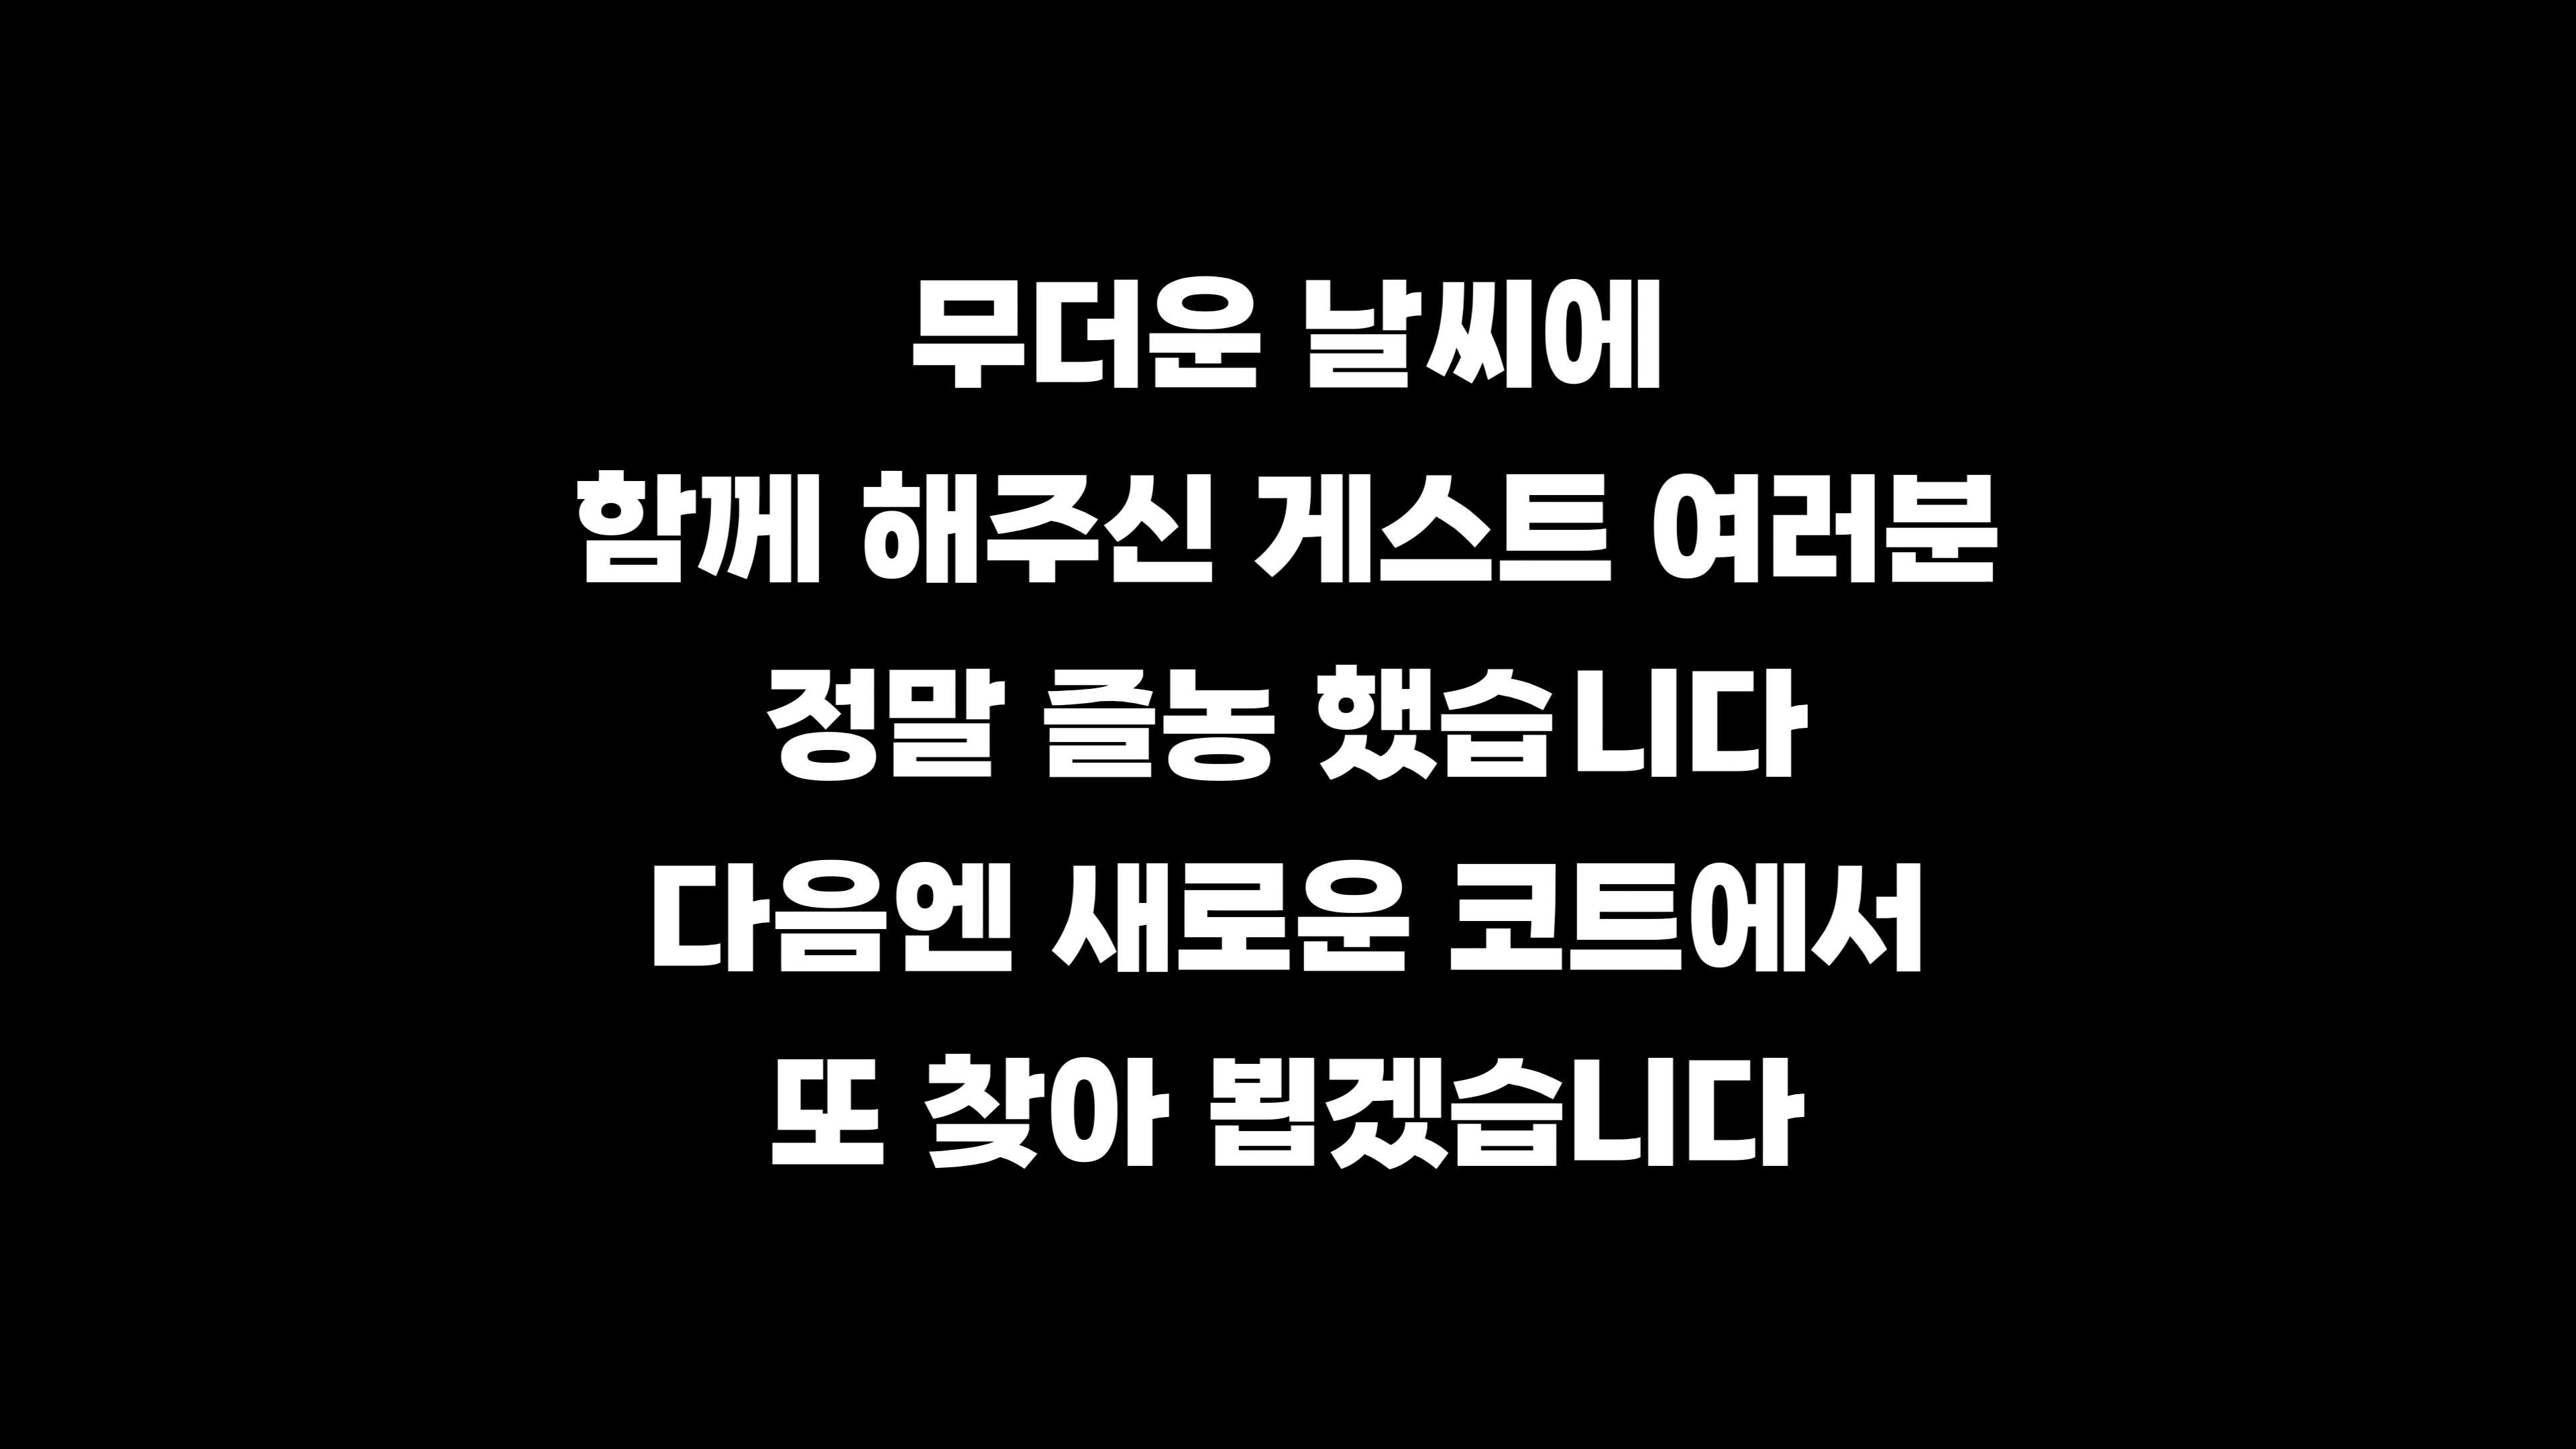 무더운 날씨에
함께 해주신 게스트 여러분
정말 즐농 했습니다
다음엔 새로운 코트에서
또 찾아 뵙겠습니다